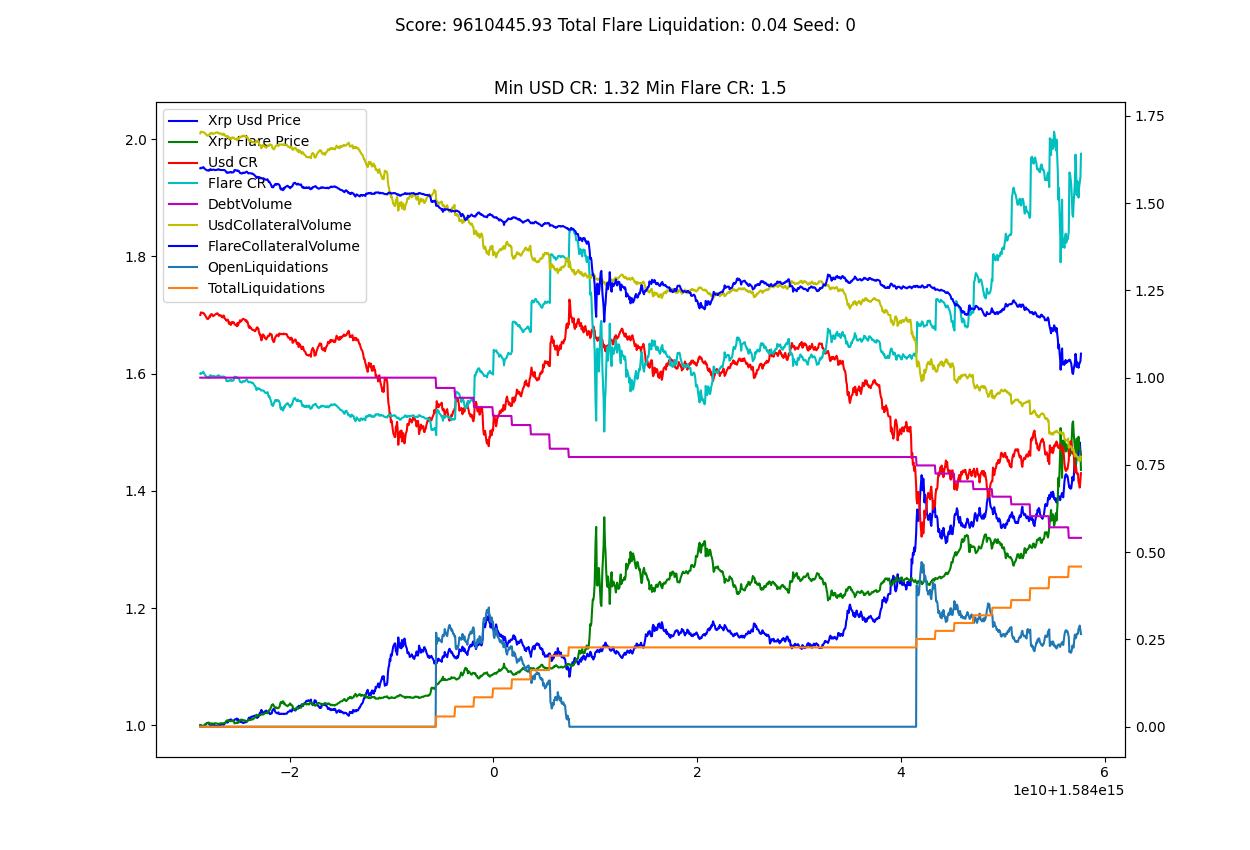 Score: 9610445.93 Total Flare Liquidation: 0.04 Seed: 0
Min USD CR: 1.32 Min Flare CR: 1.5
Xrp Usd Price
Xrp Flare Price
Usd CR
Flare CR
DebtVolume
UsdCollateralVolume
FlareCollateralVolume
OpenLiquidations
TotalLiquidations
2.0
1.8
1.6
1.4
1.2
1.0
1.75
1.50
1.25
1.00
0.75
0.50
0.25
0.00
−2 0 2 4 6
1e10+1.584e15